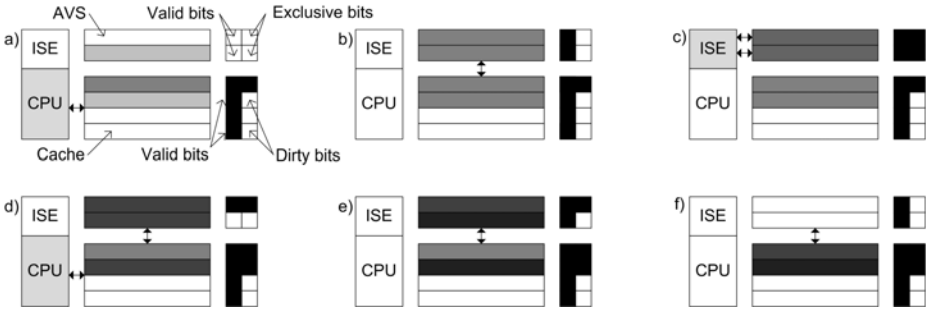 AVS Valid bits Exclusive bits
a) ISE b) ISE c) ISE
CPU CPU CPU
Cache Valid bits Dirty bits
d) ISE e) ISE f) ISE
CPU CPU CPU